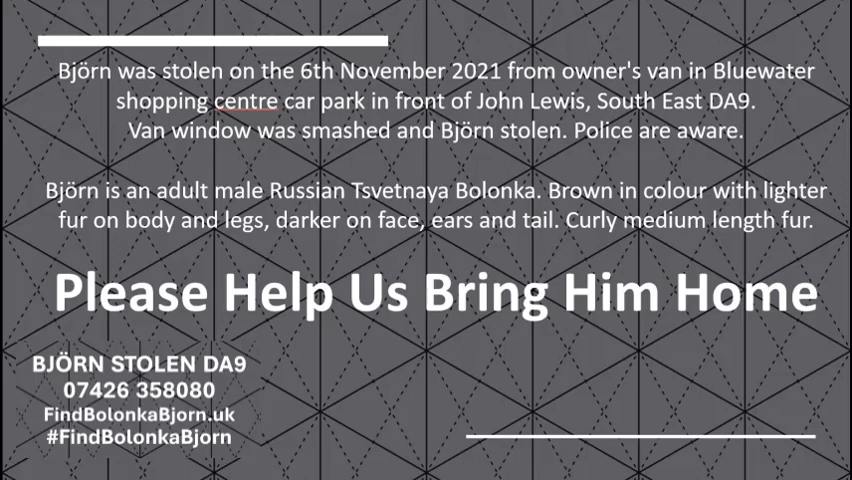 Björn was stolen on the 6th November 2021 from owner's van in Bluewater
shopping centre car park in front of John Lewis, South East DA9.
Van window was smashed and Björn stolen. Police are aware.
Björn is an adult male Russian Tsvetnaya Bolonka. Brown in colour with lighter
fur on body and legs, darker on face, ears and tail. Curly medium length fur.
Please Help Us Bring Him Home
BJÖRN STOLEN DA9
07426 358080
FindBolonkaBjorn.uk
#FindBolonkaBjorn